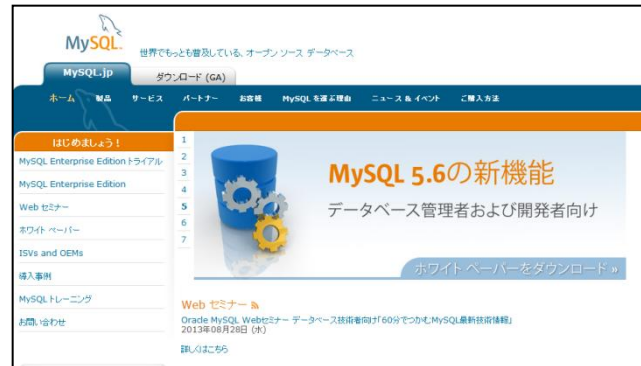 MySQL.
世界でもっとも普及している、オープン ソース データベース
MySQL.jp ダウンロード (GA)
ホーム 製品 サービス パートナー お客様 MySQL を選ぶ理由 ニュース & イベント ご購入方法
はじめましょう!
MySQL Enterprise Edition トライアル
MySQL Enterprise Edition
Web セミナー
ホワイト ペーパー
ISVs and OEMs
導入事例
MySQL トレーニング
お問い合わせ
1
2
3
4
5
6
7
MySQL 5.6の新機能
データベース管理者および開発者向け
ホワイト ペーパーをダウンロード »
Web セミナー
Oracle MySQL Webセミナー データベース技術者向け「60分でつかむMySQL最新技術情報」
2013年08月28日 (水)
詳しくはこちら